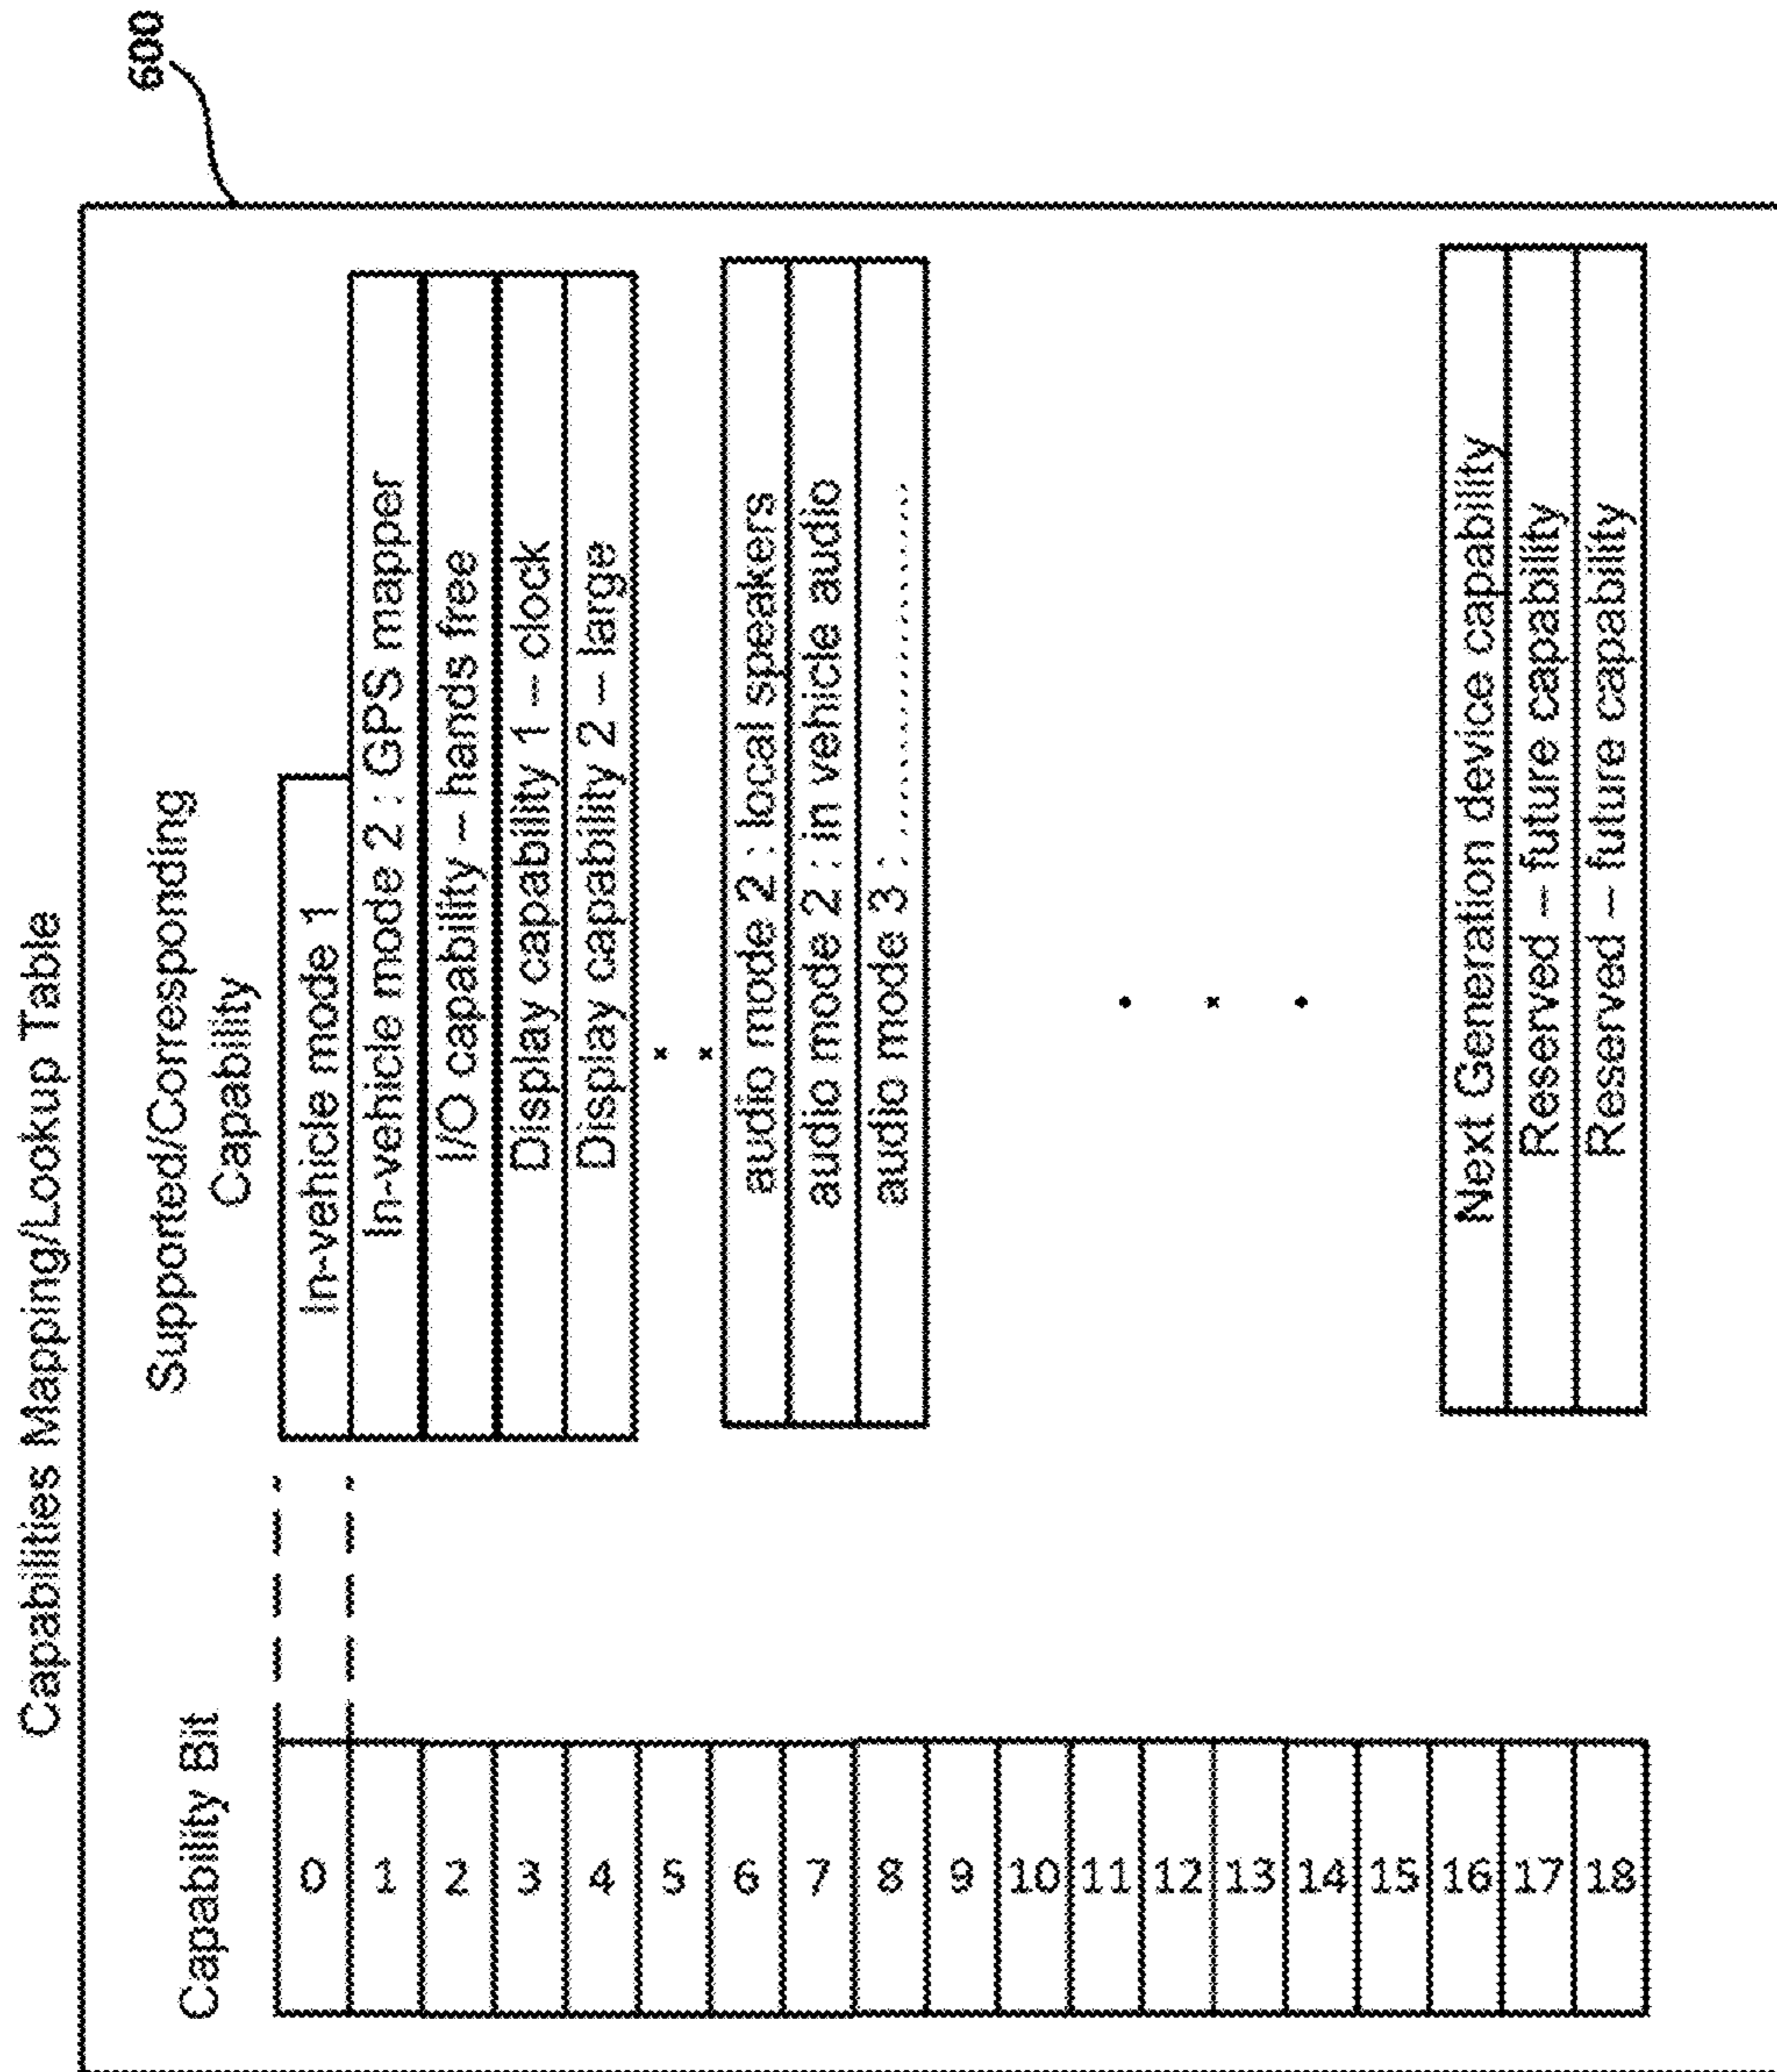 Capabilities Mapping/Lookup Table
600
Capability Bit
Supported/Corresponding
Capability
0
1
2
3
4
5
6
7
8
9
10
11
12
13
14
15
16
17
18
In-vehicle mode 1
In-vehicle mode 2 : GPS mapper
I/O capability – hands free
Display capability 1 – clock
Display capability 2 – large
audio mode 2 : local speakers
audio mode 2 : in vehicle audio
audio mode 3 : ....................
Next Generation device capability
Reserved – future capability
Reserved – future capability